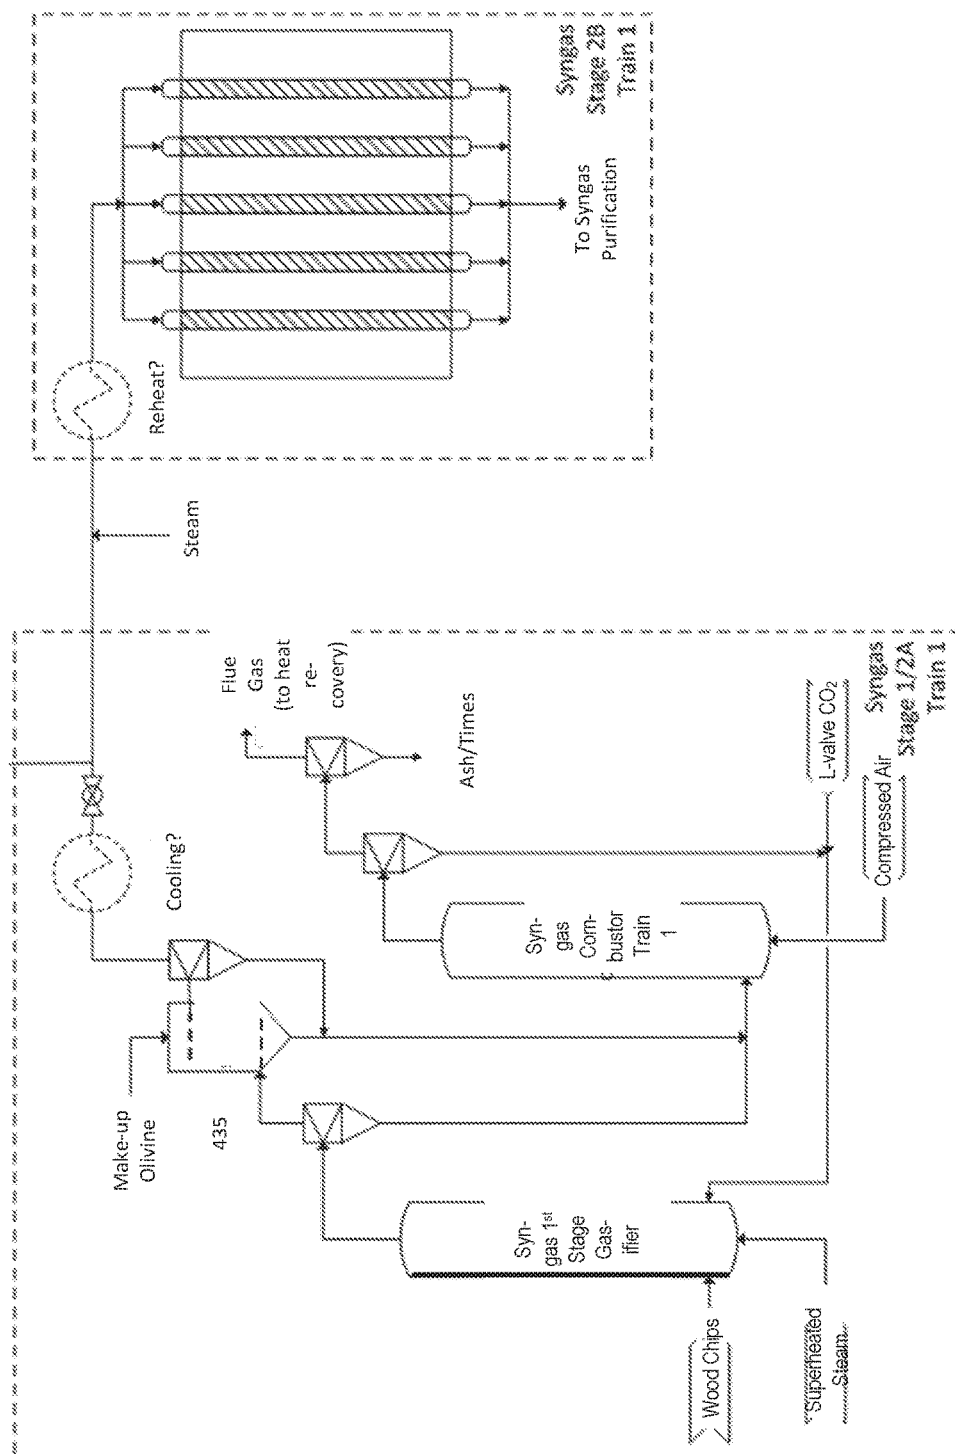 Syngas
Stage 2B
Train 1
To Syngas
Purification
Reheat?
Steam
Flue
Gas
(to heat
re-
covery)
Ash/Times
Cooling?
Make-up
Olivine
435
Syn-
gas
Com-
bustor
Train
1
L-valve CO₂
Compressed Air
Syngas
Stage 1/2A
Train 1
Syn-
gas 1st
Stage
Gas-
ifier
Wood Chips
Superheated
Steam